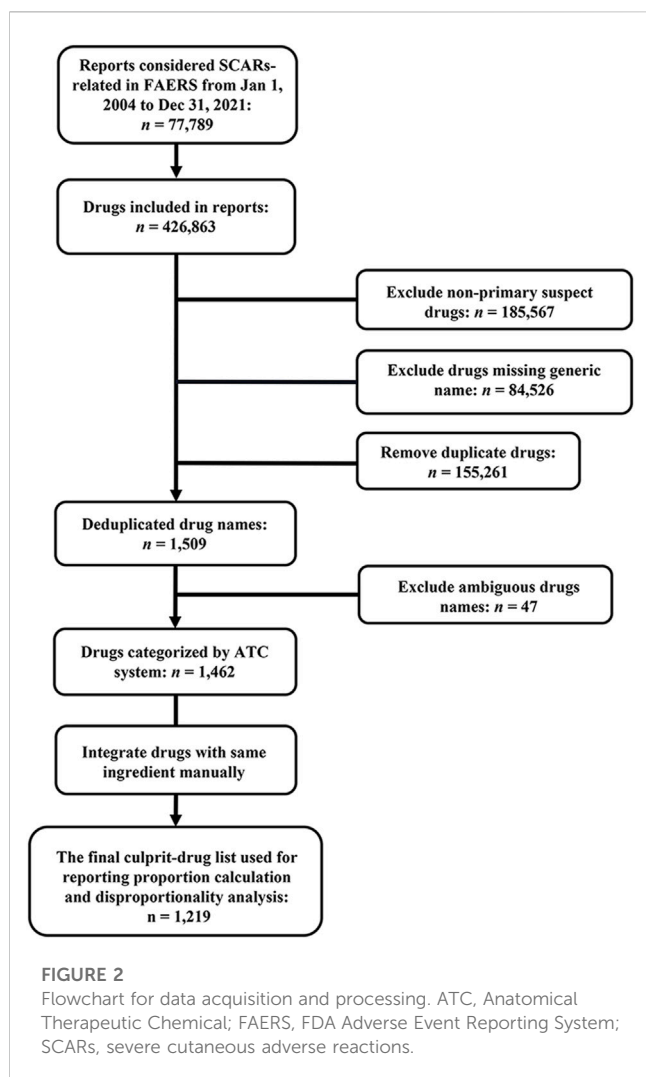 Reports considered SCARs-
related in FAERS from Jan 1,
2004 to Dec 31, 2021:
n = 77,789
Drugs included in reports:
n = 426,863
Exclude non-primary suspect
drugs: n = 185,567
Exclude drugs missing generic
name: n = 84,526
Remove duplicate drugs:
n = 155,261
Deduplicated drug names:
n = 1,509
Exclude ambiguous drugs
names: n = 47
Drugs categorized by ATC
system: n = 1,462
Integrate drugs with same
ingredient manually
The final culprit-drug list used for
reporting proportion calculation
and disproportionality analysis:
n = 1,219
FIGURE 2
Flowchart for data acquisition and processing. ATC, Anatomical
Therapeutic Chemical; FAERS, FDA Adverse Event Reporting System;
SCARs, severe cutaneous adverse reactions.